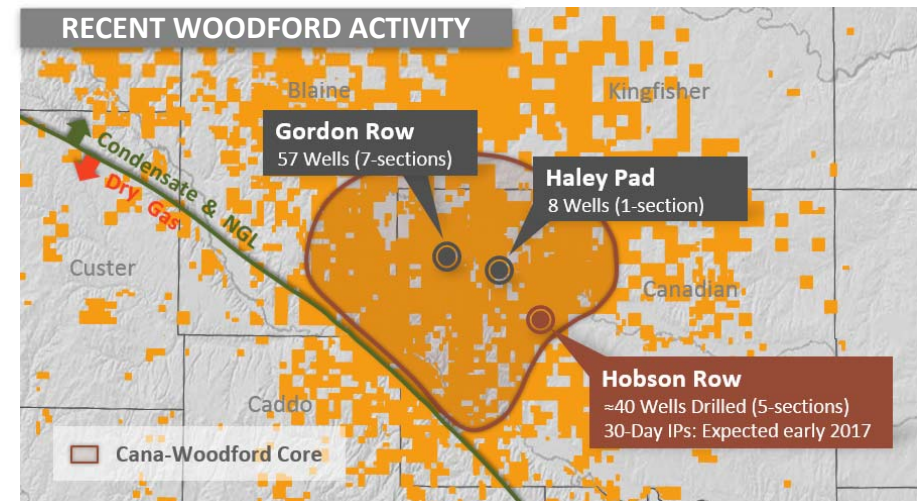 RECENT WOODFORD ACTIVITY
Blaine
Kingfisher
Gordon Row
57 Wells (7-sections)
Haley Pad
8 Wells (1-section)
Condensate & NGL
Dry Gas
Custer
Canadian
Hobson Row
≈40 Wells Drilled (5-sections)
30-Day IPs: Expected early 2017
Caddo
Cana-Woodford Core